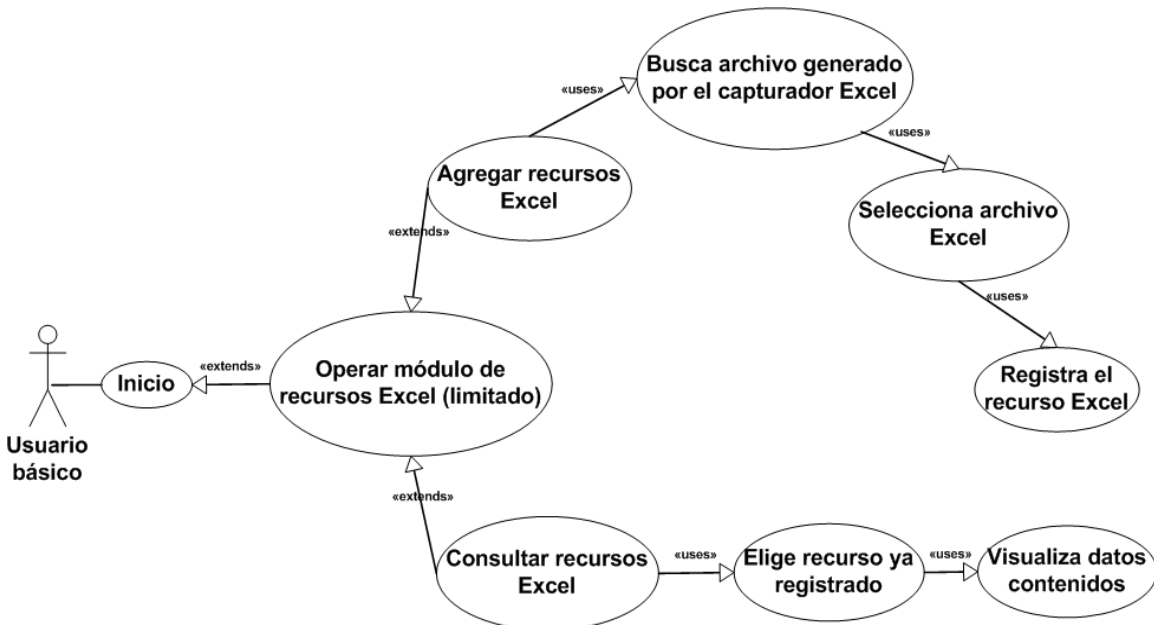 Busca archivo generado
por el capturador Excel
«uses»
«uses»
Agregar recursos
Excel
Selecciona archivo
Excel
«extends»
«uses»
Operar módulo de
recursos Excel (limitado)
«extends»
Inicio
Registra el
recurso Excel
Usuario
básico
«extends»
Consultar recursos
Excel
«uses»
Elige recurso ya
registrado
«uses»
Visualiza datos
contenidos